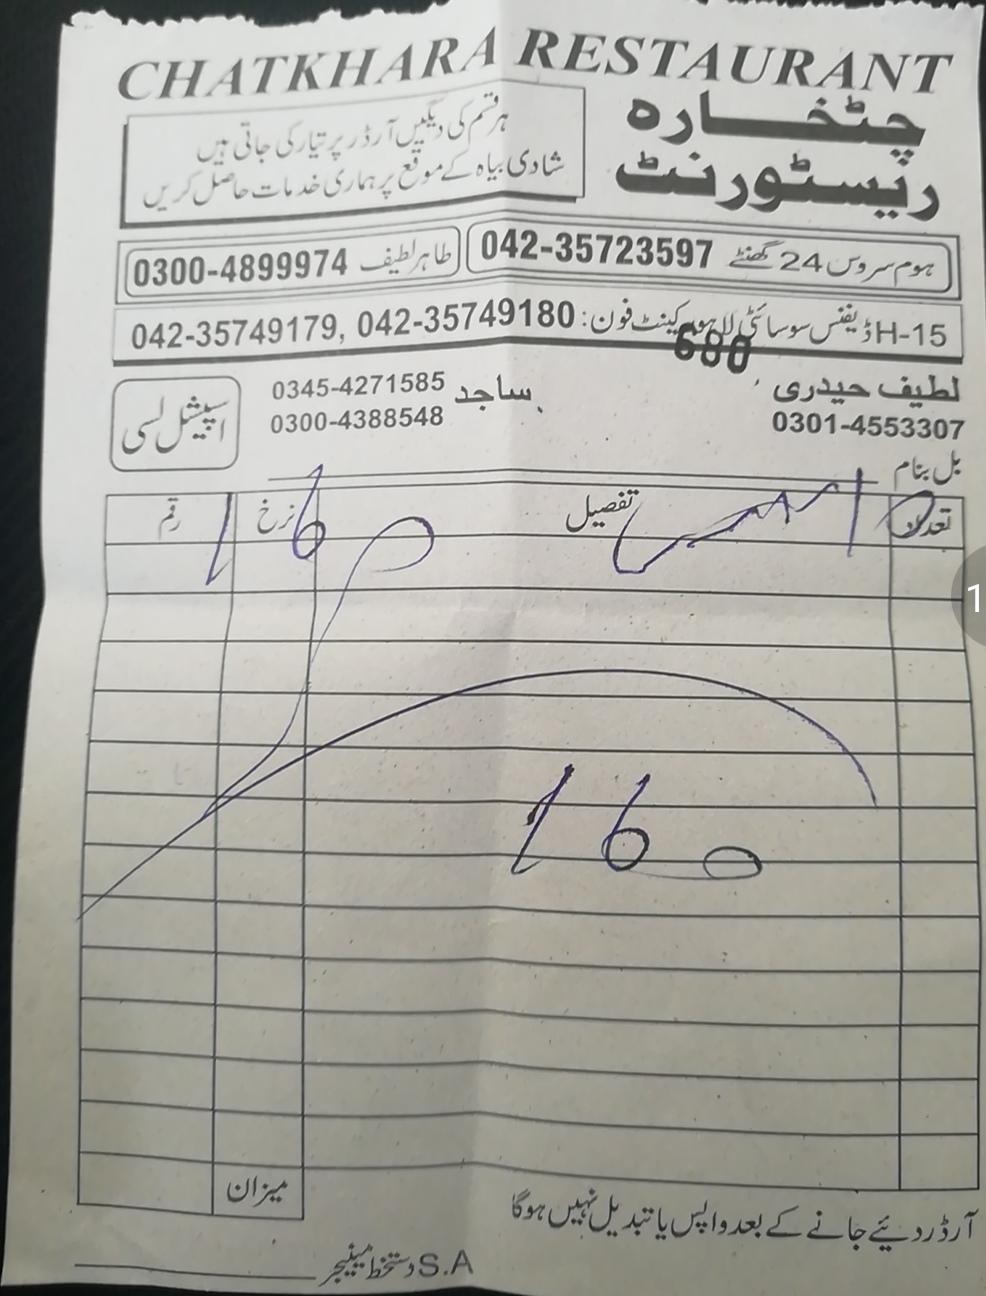 CHATKHARA RESTAURANT
چٹخارہ
ریسٹورنٹ
ہر قسم کی دیگیں آرڈر پر تیار کی جاتی ہیں
شادی بیاہ کے موقع پر ہماری خدمات حاصل کریں
ہوم سروس 24 گھنٹے 042-35723597
طاہر لطیف 0300-4899974
H-15 ڈیفنس سوسائٹی لاہور کینٹ فون: 042-35749180, 042-35749179
680
لطیف حیدری
0301-4553307
ساجد 0345-4271585
0300-4388548
اسپیشل لسی
بل بنام
تعداد تفصیل نرخ رقم
160
160
میزان
آرڈر دیئے جانے کے بعد واپس یا تبدیل نہیں ہوگا
S.A دستخط مینیجر
1